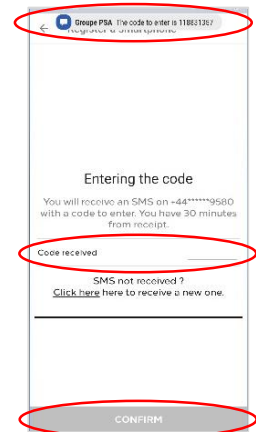 Groupe PSA The code to enter is 118831357
Register a smartphone
Entering the code
You will receive an SMS on +44******9580
with a code to enter. You have 30 minutes
from receipt.
Code received
SMS not received ?
Click here here to receive a new one.
CONFIRM